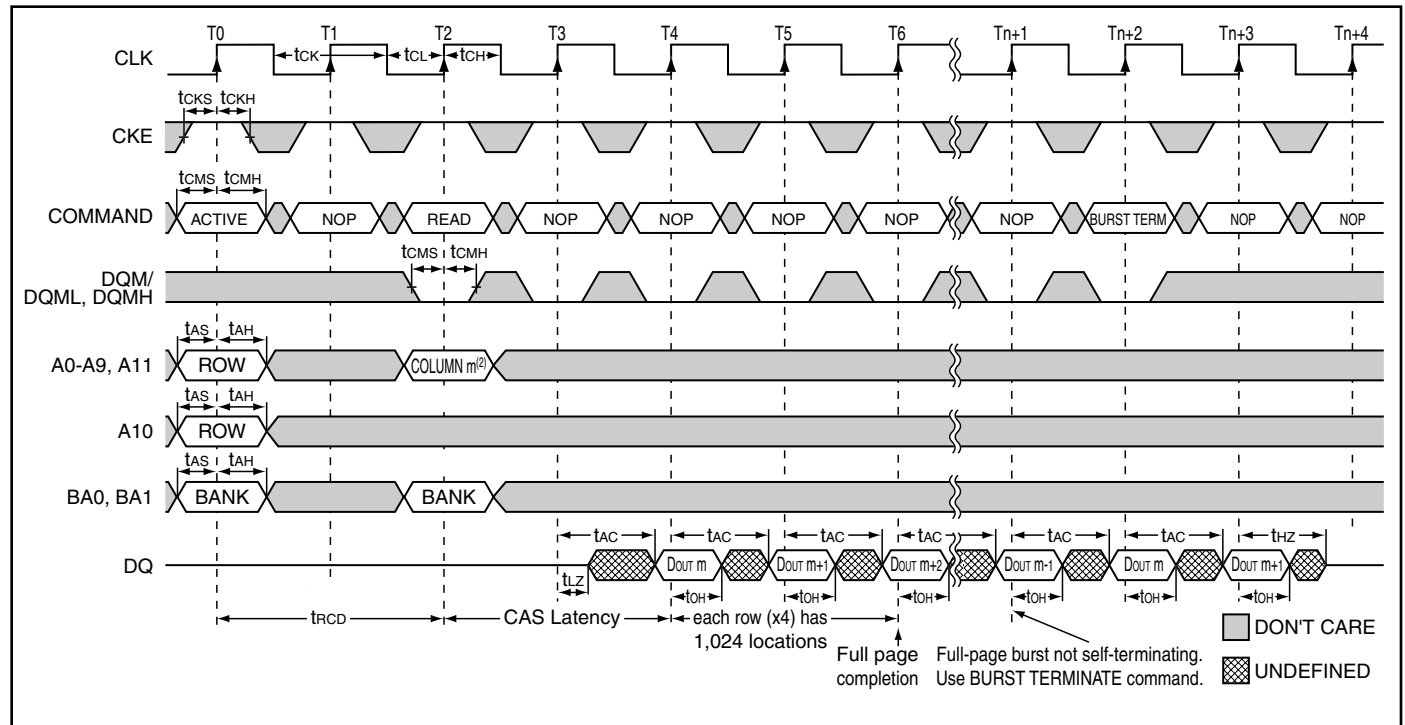 T0 T1 T2 T3 T4 T5 T6 Tn+1 Tn+2 Tn+3 Tn+4
CLK
tCK tCL tCH
tCKS tCKH
CKE
tCMS tCMH
COMMAND
ACTIVE NOP READ NOP NOP NOP NOP NOP BURST TERM NOP NOP
tCMS tCMH
DQM/
DQML, DQMH
tAS tAH
A0-A9, A11
ROW COLUMN m(2)
tAS tAH
A10
ROW
tAS tAH
BA0, BA1
BANK BANK
tAC tAC tAC tAC tAC tAC tHZ
DQ
DOUT m DOUT m+1 DOUT m+2 DOUT m-1 DOUT m DOUT m+1
tLZ tOH tOH tOH tOH tOH tOH
tRCD CAS Latency each row (x4) has
1,024 locations
Full page
completion
Full-page burst not self-terminating.
Use BURST TERMINATE command.
DON'T CARE
UNDEFINED